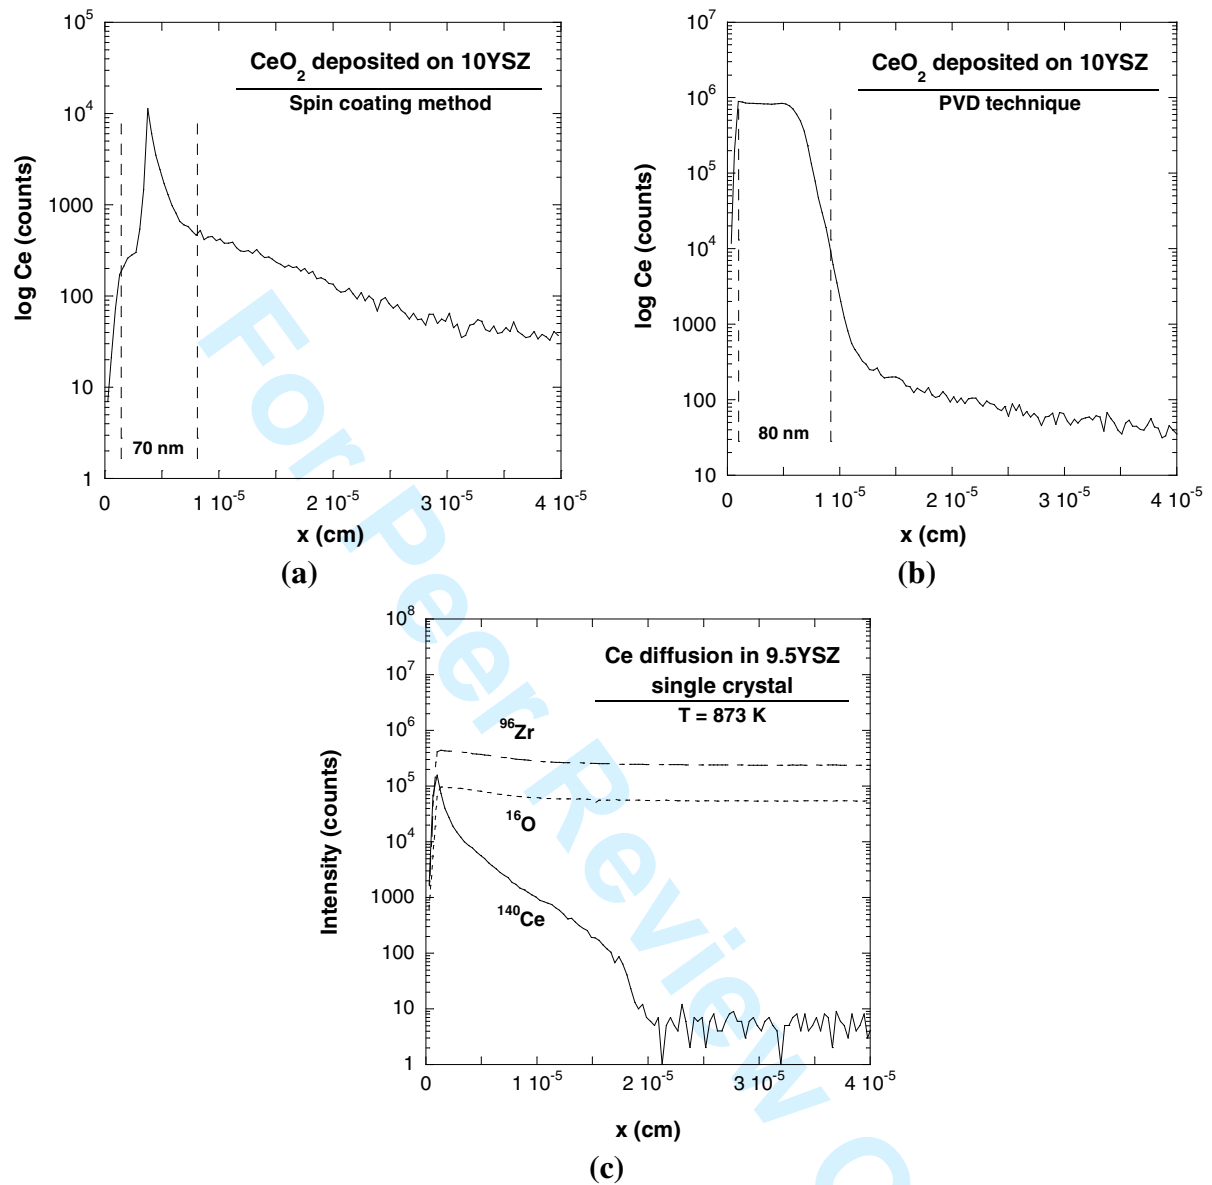 CeO2 deposited on 10YSZ
Spin coating method
log Ce (counts)
10^5
10^4
1000
100
10
1
70 nm
0 1 10^-5 2 10^-5 3 10^-5 4 10^-5
x (cm)
(a)
CeO2 deposited on 10YSZ
PVD technique
log Ce (counts)
10^7
10^6
10^5
10^4
1000
100
10
80 nm
0 1 10^-5 2 10^-5 3 10^-5 4 10^-5
x (cm)
(b)
Ce diffusion in 9.5YSZ
single crystal
T = 873 K
Intensity (counts)
10^8
10^7
10^6
10^5
10^4
1000
100
10
1
96Zr
16O
140Ce
0 1 10^-5 2 10^-5 3 10^-5 4 10^-5
x (cm)
(c)
For Peer Review O